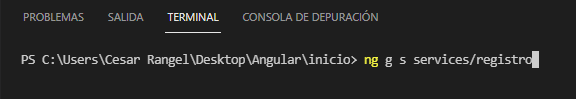 PROBLEMAS SALIDA TERMINAL CONSOLA DE DEPURACIÓN
PS C:\Users\Cesar Rangel\Desktop\Angular\inicio> ng g s services/registro